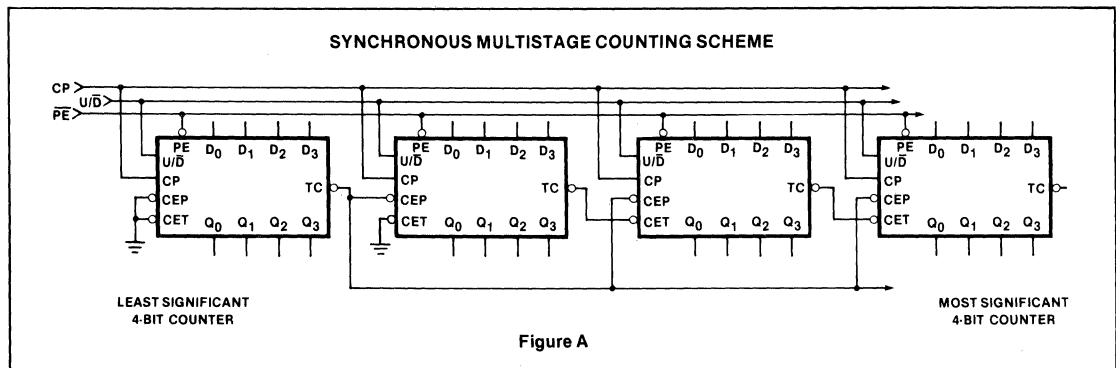 SYNCHRONOUS MULTISTAGE COUNTING SCHEME
CP
U/D̅
P̅E̅
PE D0 D1 D2 D3
U/D̅
CP
CEP
CET
TC
Q0 Q1 Q2 Q3
PE D0 D1 D2 D3
U/D̅
CP
CEP
CET
TC
Q0 Q1 Q2 Q3
PE D0 D1 D2 D3
U/D̅
CP
CEP
CET
TC
Q0 Q1 Q2 Q3
PE D0 D1 D2 D3
U/D̅
CP
CEP
CET
TC
Q0 Q1 Q2 Q3
LEAST SIGNIFICANT
4-BIT COUNTER
MOST SIGNIFICANT
4-BIT COUNTER
Figure A